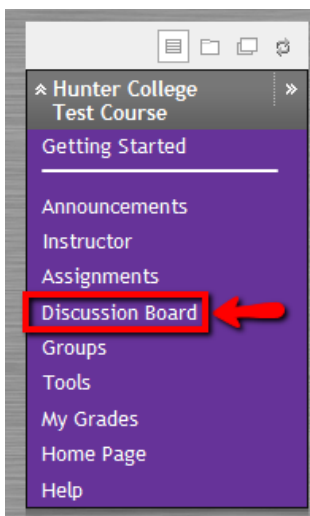 Hunter College
Test Course
Getting Started
Announcements
Instructor
Assignments
Discussion Board
Groups
Tools
My Grades
Home Page
Help